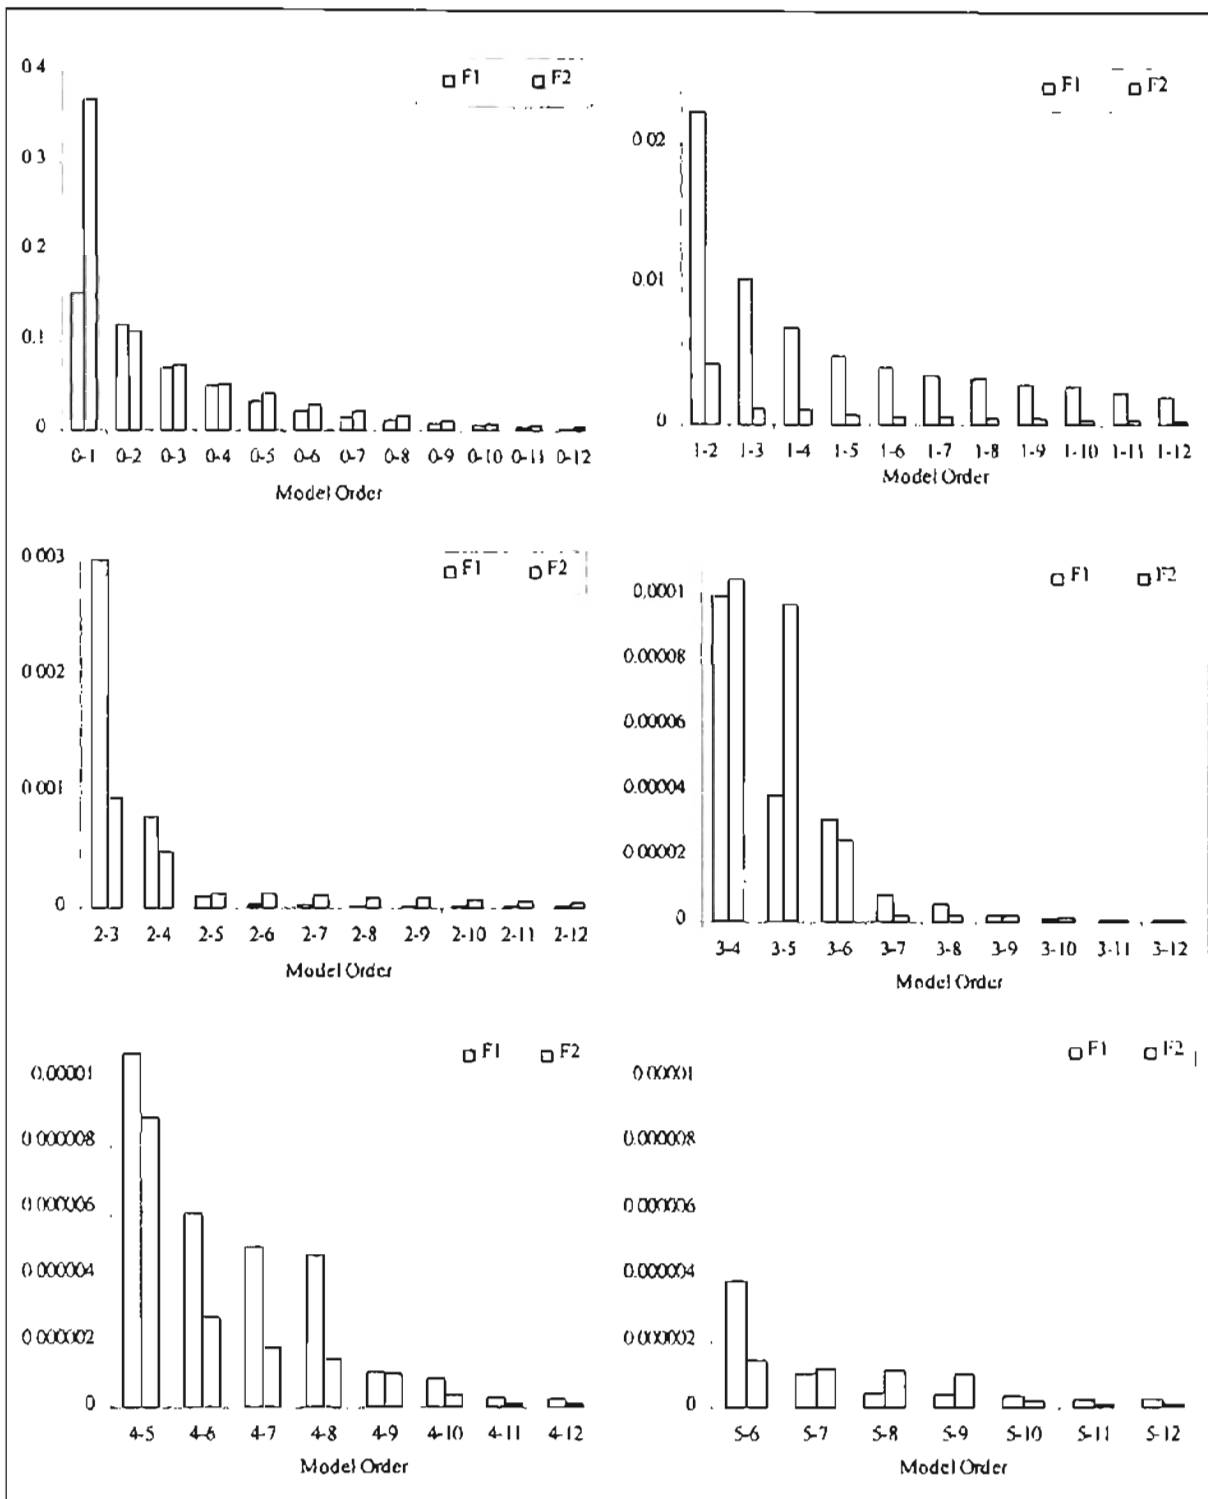 0 4
F1 F2
0 3
0 2
0.1
0
0-1 0-2 0-3 0-4 0-5 0-6 0-7 0-8 0-9 0-10 0-11 0-12
Model Order
F1 F2
0 02
0.01
0
1-2 1-3 1-4 1-5 1-6 1-7 1-8 1-9 1-10 1-11 1-12
Model Order
0 003
F1 F2
0 002
0 001
0
2-3 2-4 2-5 2-6 2-7 2-8 2-9 2-10 2-11 2-12
Model Order
F1 F2
0.0001
0.00008
0.00006
0.00004
0 00002
0
3-4 3-5 3-6 3-7 3-8 3-9 3-10 3-11 3-12
Model Order
F1 F2
0.00001
0 000008
0 000006
0 000004
0 000002
0
4-5 4-6 4-7 4-8 4-9 4-10 4-11 4-12
Model Order
F1 F2
0.00001
0.000008
0 000006
0.000004
0 000002
0
5-6 5-7 5-8 5-9 5-10 5-11 5-12
Model Order